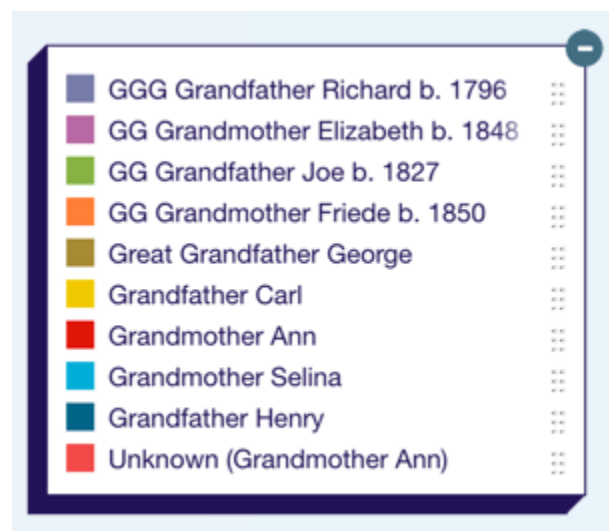 GGG Grandfather Richard b. 1796
GG Grandmother Elizabeth b. 1848
GG Grandfather Joe b. 1827
GG Grandmother Friede b. 1850
Great Grandfather George
Grandfather Carl
Grandmother Ann
Grandmother Selina
Grandfather Henry
Unknown (Grandmother Ann)